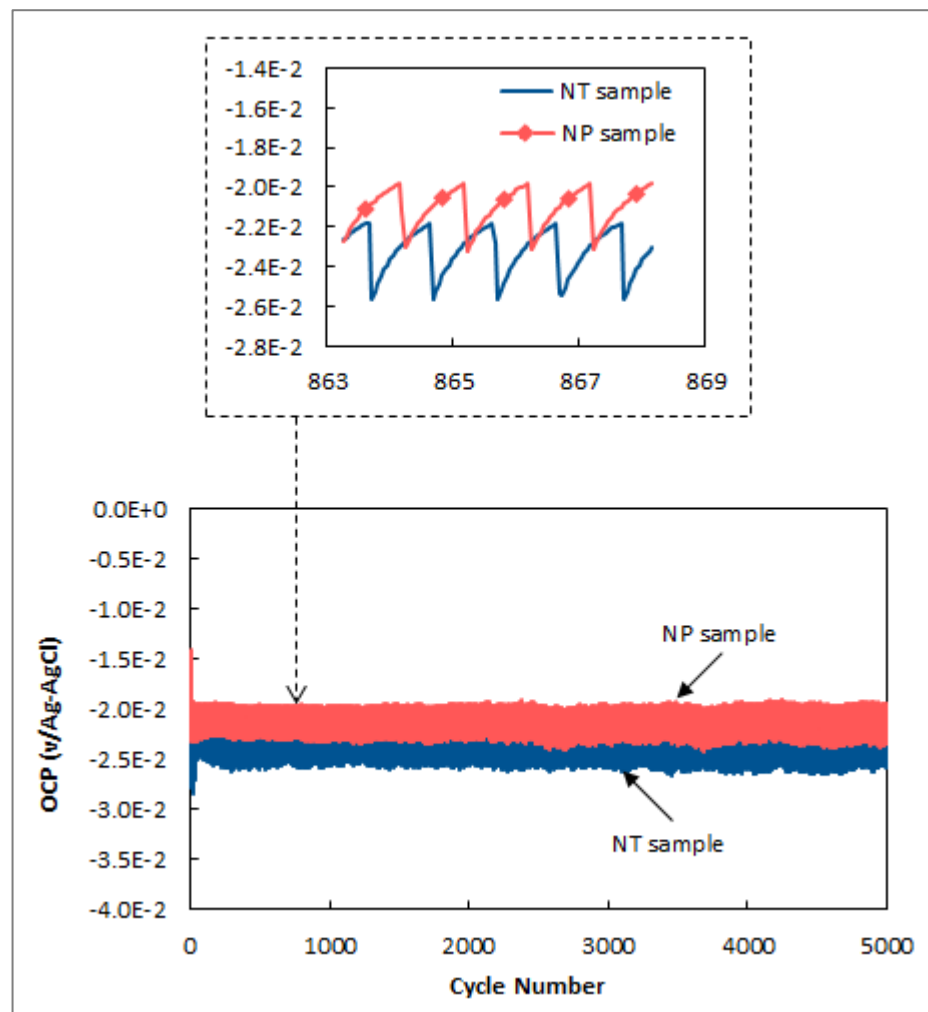 -1.4E-2
-1.6E-2
-1.8E-2
-2.0E-2
-2.2E-2
-2.4E-2
-2.6E-2
-2.8E-2
863 865 867 869
NT sample
NP sample
0.0E+0
-0.5E-2
-1.0E-2
-1.5E-2
-2.0E-2
-2.5E-2
-3.0E-2
-3.5E-2
-4.0E-2
OCP (v/Ag-AgCl)
NP sample
NT sample
0 1000 2000 3000 4000 5000
Cycle Number